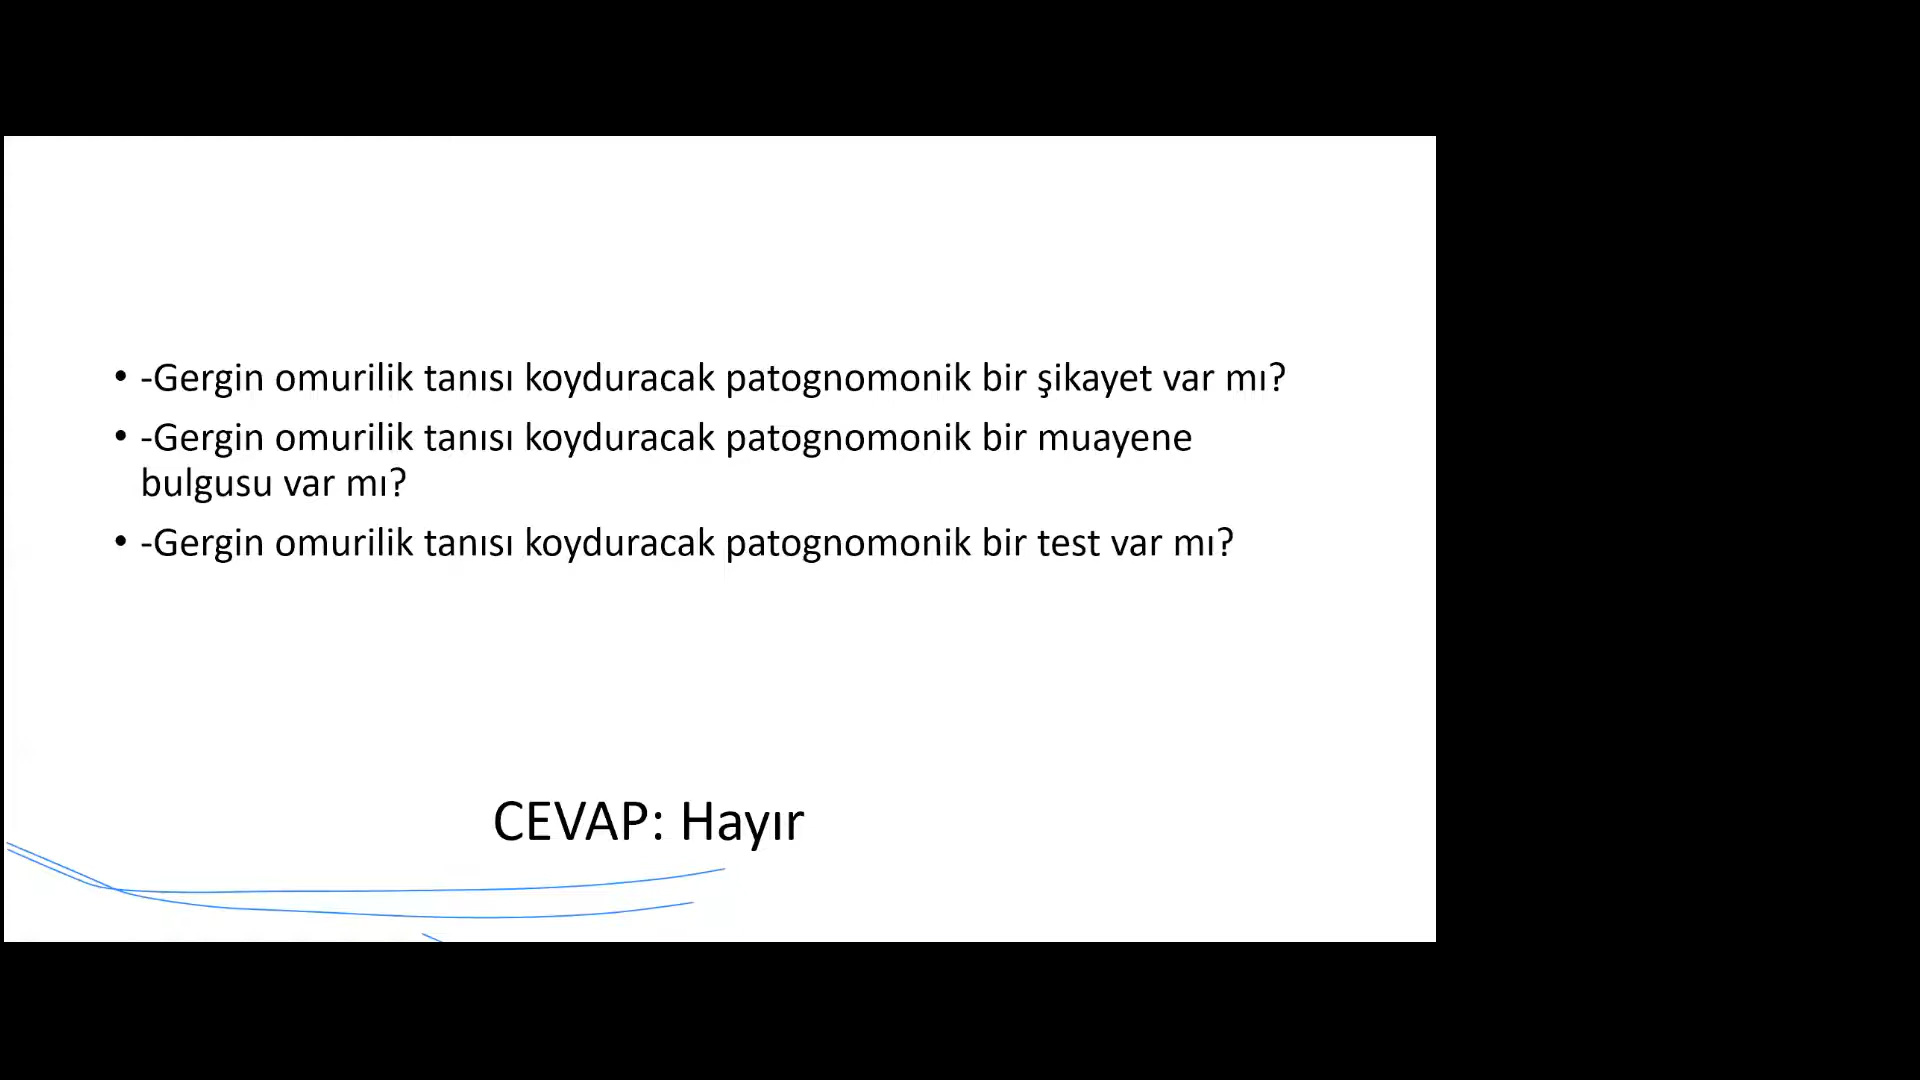 • -Gergin omurilik tanısı koyduracak patognomonik bir şikayet var mı?
• -Gergin omurilik tanısı koyduracak patognomonik bir muayene
bulgusu var mı?
• -Gergin omurilik tanısı koyduracak patognomonik bir test var mı?
CEVAP: Hayır